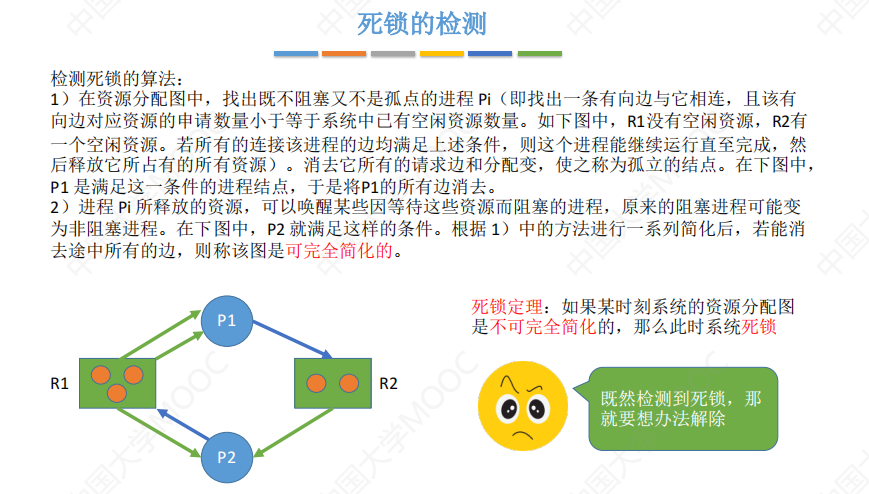 死锁的检测
检测死锁的算法：
1）在资源分配图中，找出既不阻塞又不是孤点的进程 Pi（即找出一条有向边与它相连，且该有
向边对应资源的申请数量小于等于系统中已有空闲资源数量。如下图中，R1没有空闲资源，R2有
一个空闲资源。若所有的连接该进程的边均满足上述条件，则这个进程能继续运行直至完成，然
后释放它所占有的所有资源）。消去它所有的请求边和分配变，使之称为孤立的结点。在下图中，
P1 是满足这一条件的进程结点，于是将P1的所有边消去。
2）进程 Pi 所释放的资源，可以唤醒某些因等待这些资源而阻塞的进程，原来的阻塞进程可能变
为非阻塞进程。在下图中，P2 就满足这样的条件。根据 1）中的方法进行一系列简化后，若能消
去途中所有的边，则称该图是可完全简化的。
死锁定理：如果某时刻系统的资源分配图
是不可完全简化的，那么此时系统死锁
P1
R1
R2
P2
既然检测到死锁，那
就要想办法解除
中国大学MOOC